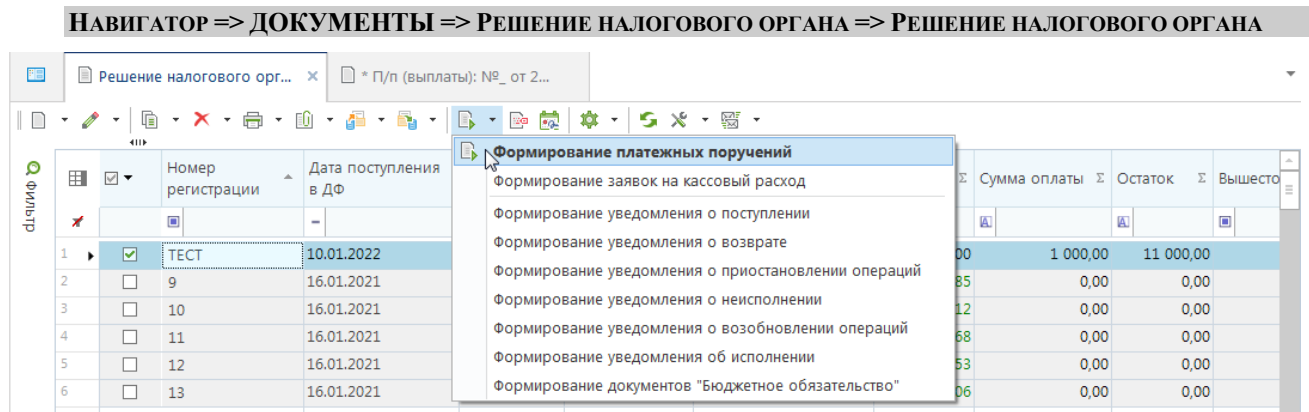 НАВИГАТОР => ДОКУМЕНТЫ => РЕШЕНИЕ НАЛОГОВОГО ОРГАНА => РЕШЕНИЕ НАЛОГОВОГО ОРГАНА
Решение налогового орг... × * П/п (выплаты): №_ от 2...
Фильтр
Номер регистрации Дата поступления в ДФ Σ Сумма оплаты Σ Остаток Σ Вышесто
Формирование платежных поручений
Формирование заявок на кассовый расход
Формирование уведомления о поступлении
Формирование уведомления о возврате
Формирование уведомления о приостановлении операций
Формирование уведомления о неисполнении
Формирование уведомления о возобновлении операций
Формирование уведомления об исполнении
Формирование документов "Бюджетное обязательство"
1 ТЕСТ 10.01.2022 00 1 000,00 11 000,00
2 9 16.01.2021 85 0,00 0,00
3 10 16.01.2021 12 0,00 0,00
4 11 16.01.2021 68 0,00 0,00
5 12 16.01.2021 53 0,00 0,00
6 13 16.01.2021 06 0,00 0,00